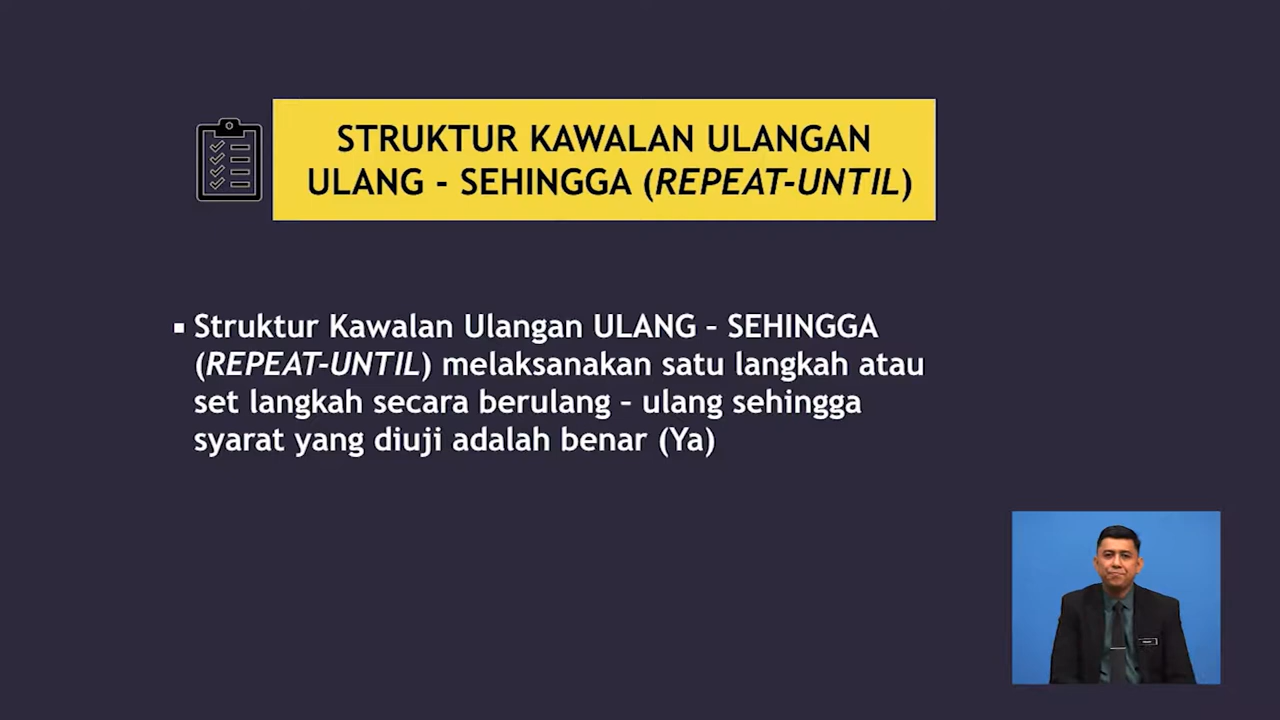 STRUKTUR KAWALAN ULANGAN
ULANG - SEHINGGA (REPEAT-UNTIL)
▪ Struktur Kawalan Ulangan ULANG – SEHINGGA
(REPEAT-UNTIL) melaksanakan satu langkah atau
set langkah secara berulang – ulang sehingga
syarat yang diuji adalah benar (Ya)